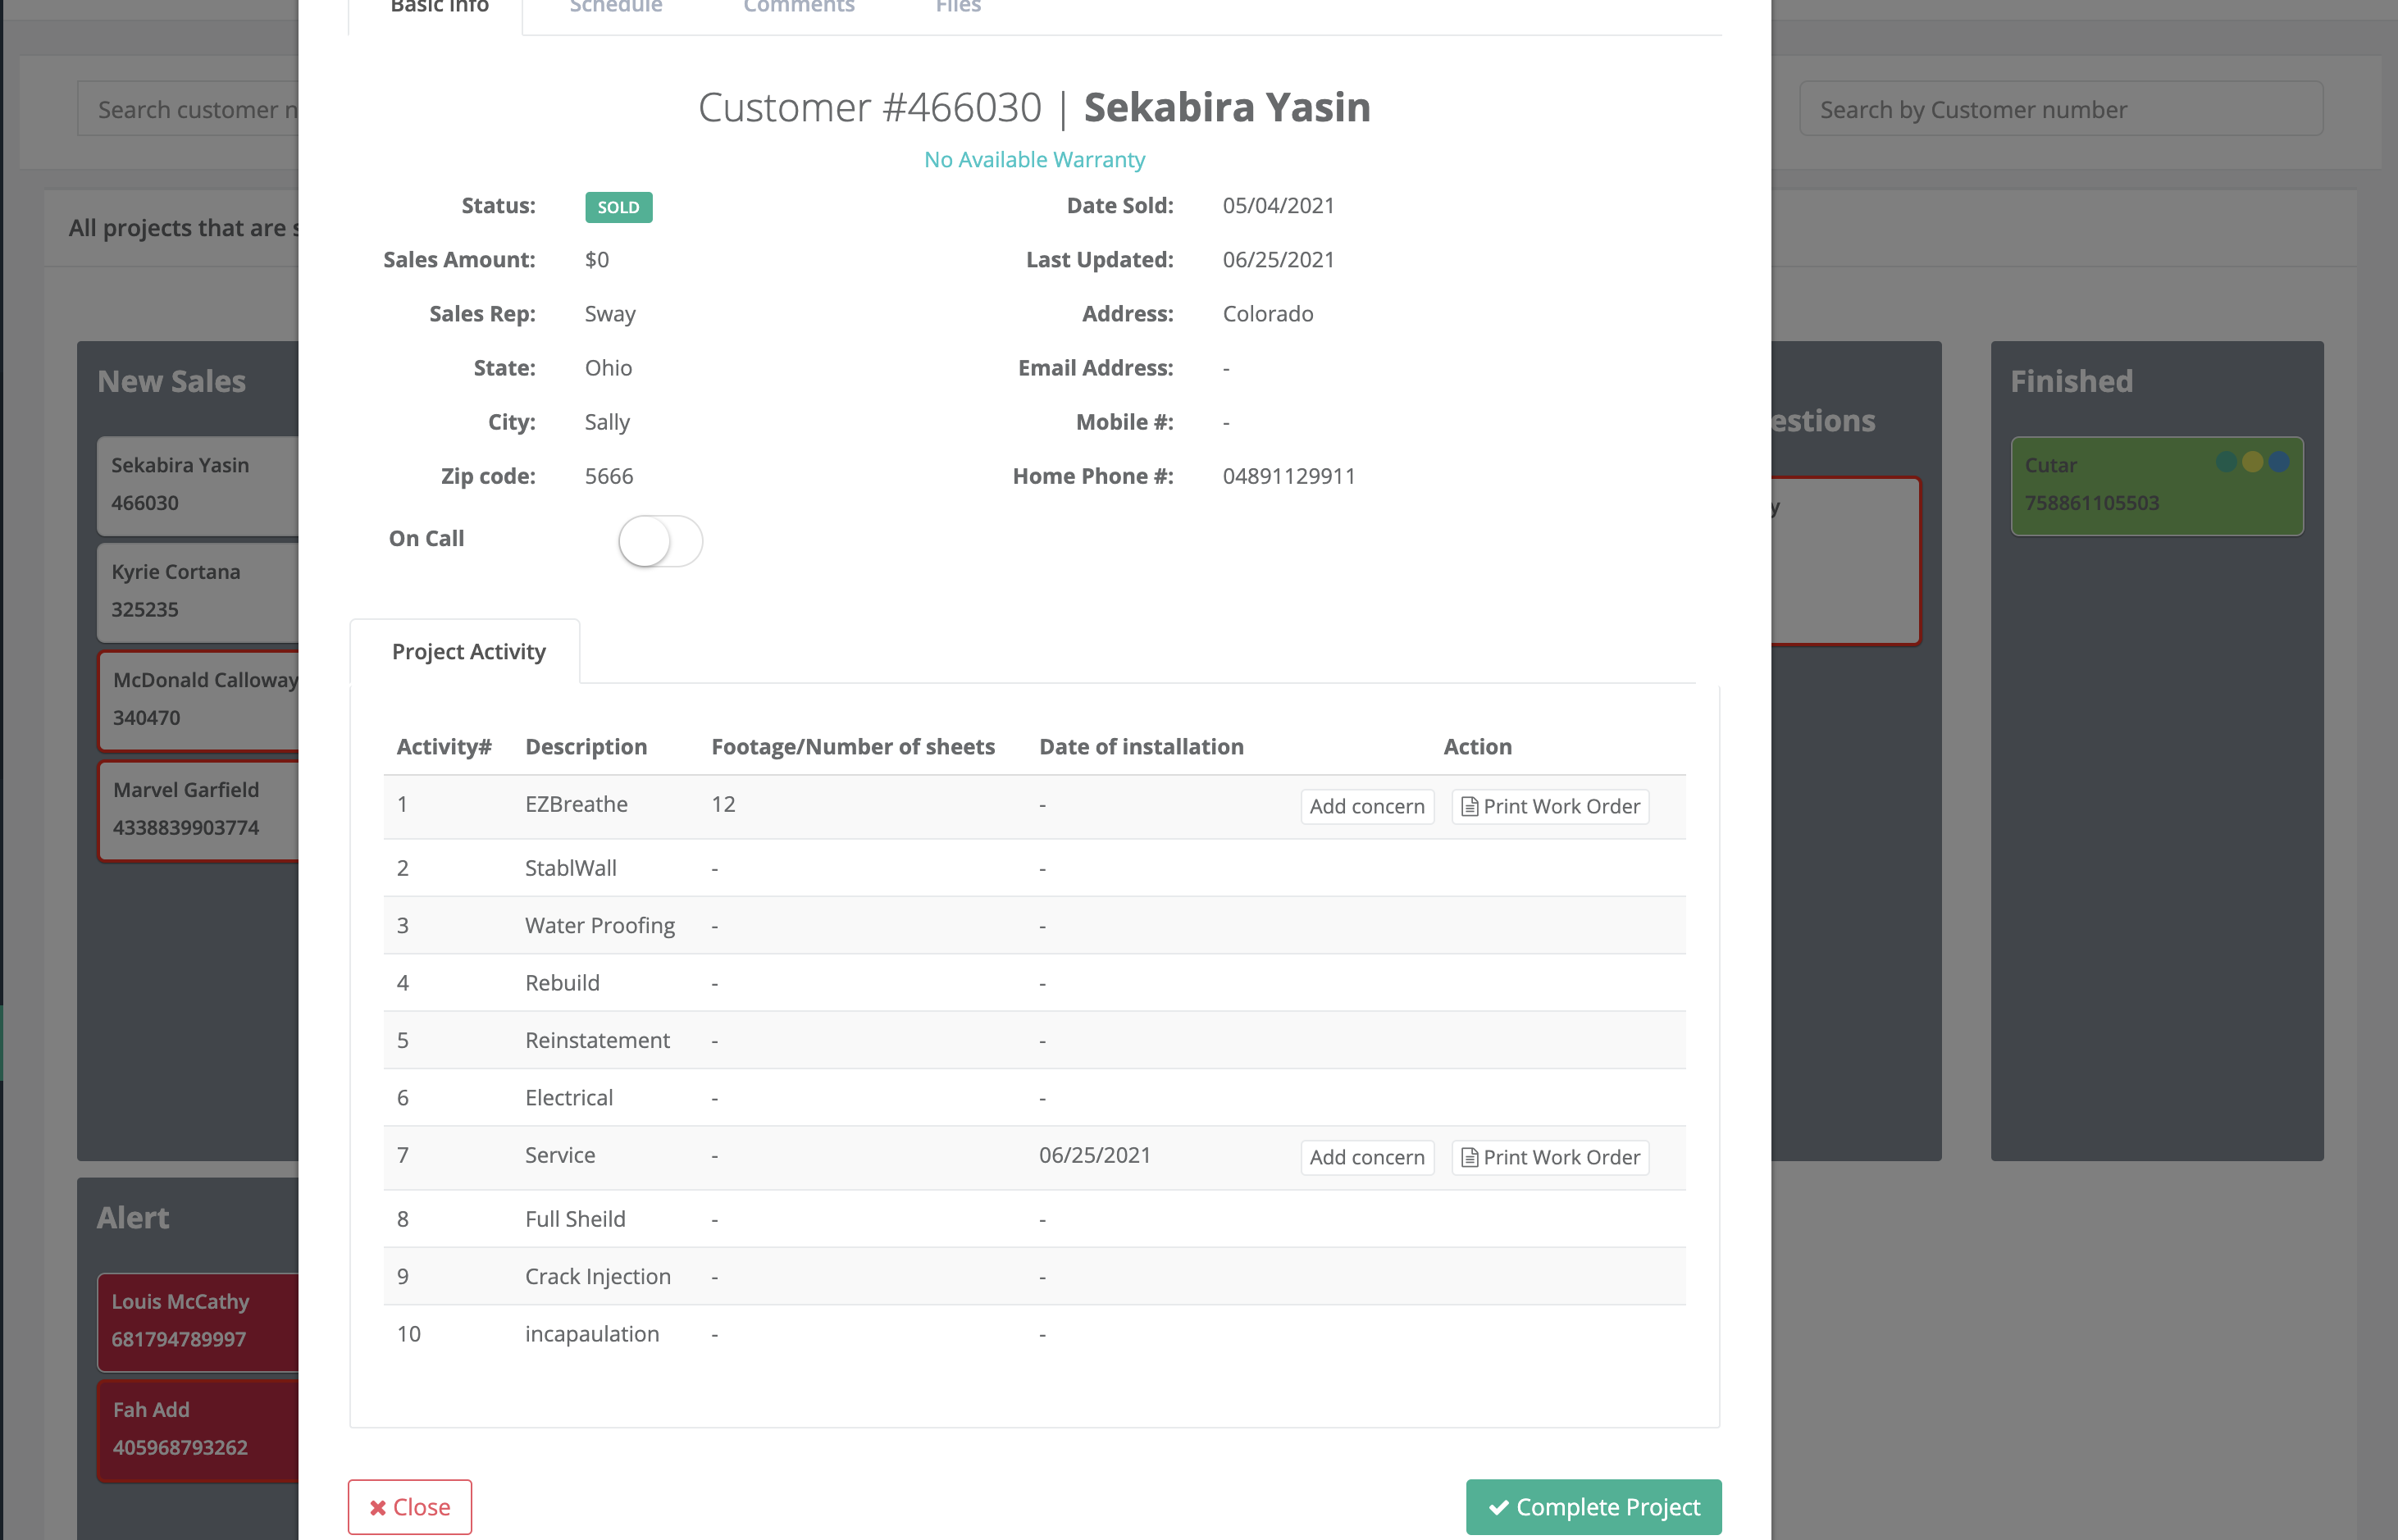 Basic Info Schedule Comments Files
Search customer n
Search by Customer number
Customer #466030 | Sekabira Yasin
No Available Warranty
All projects that are s
Status: SOLD Date Sold: 05/04/2021
Sales Amount: $0 Last Updated: 06/25/2021
Sales Rep: Sway Address: Colorado
State: Ohio Email Address: -
City: Sally Mobile #: -
Zip code: 5666 Home Phone #: 04891129911
On Call
New Sales
Sekabira Yasin
466030
Kyrie Cortana
325235
McDonald Calloway
340470
Marvel Garfield
4338839903774
estions
y
Finished
Cutar
758861105503
Project Activity
Activity# Description Footage/Number of sheets Date of installation Action
1 EZBreathe 12 - Add concern Print Work Order
2 StablWall - -
3 Water Proofing - -
4 Rebuild - -
5 Reinstatement - -
6 Electrical - -
7 Service - 06/25/2021 Add concern Print Work Order
8 Full Sheild - -
9 Crack Injection - -
10 incapaulation - -
Alert
Louis McCathy
681794789997
Fah Add
405968793262
Close
Complete Project